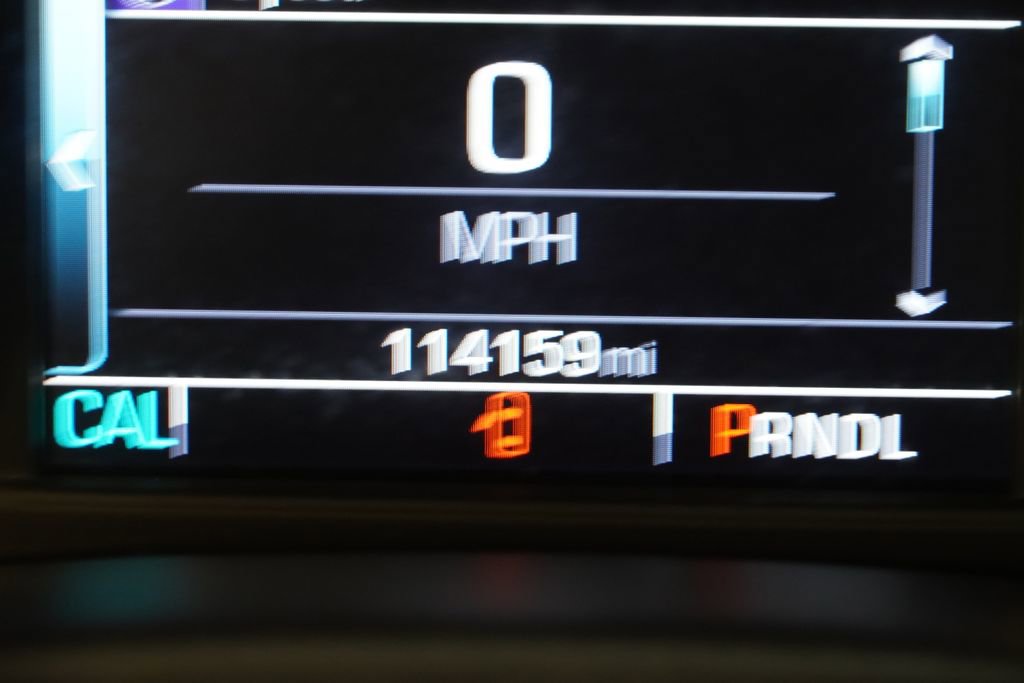 0
MPH
114159mi
CAL
PRNDL